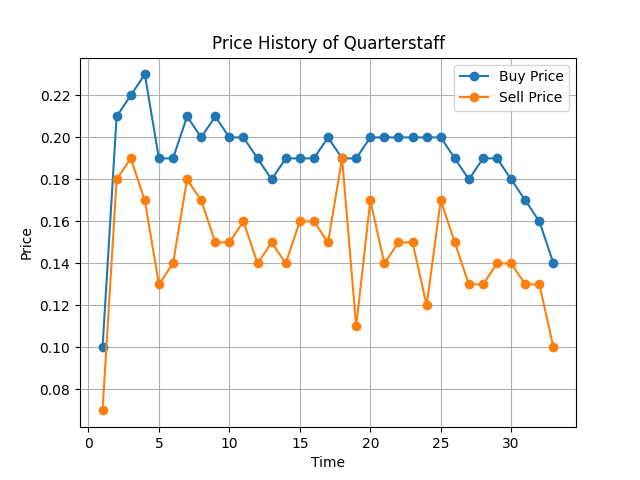 Price History of Quarterstaff
Buy Price
Sell Price
0.22
0.20
0.18
0.16
0.14
0.12
0.10
0.08
Price
0 5 10 15 20 25 30
Time